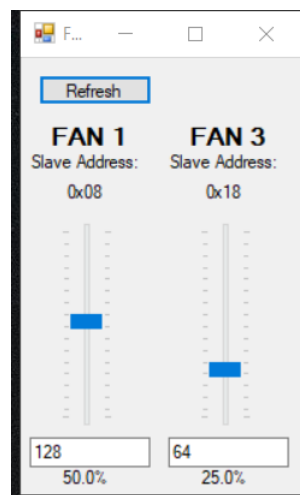 F...
Refresh
FAN 1 FAN 3
Slave Address: Slave Address:
0x08 0x18
128 64
50.0% 25.0%